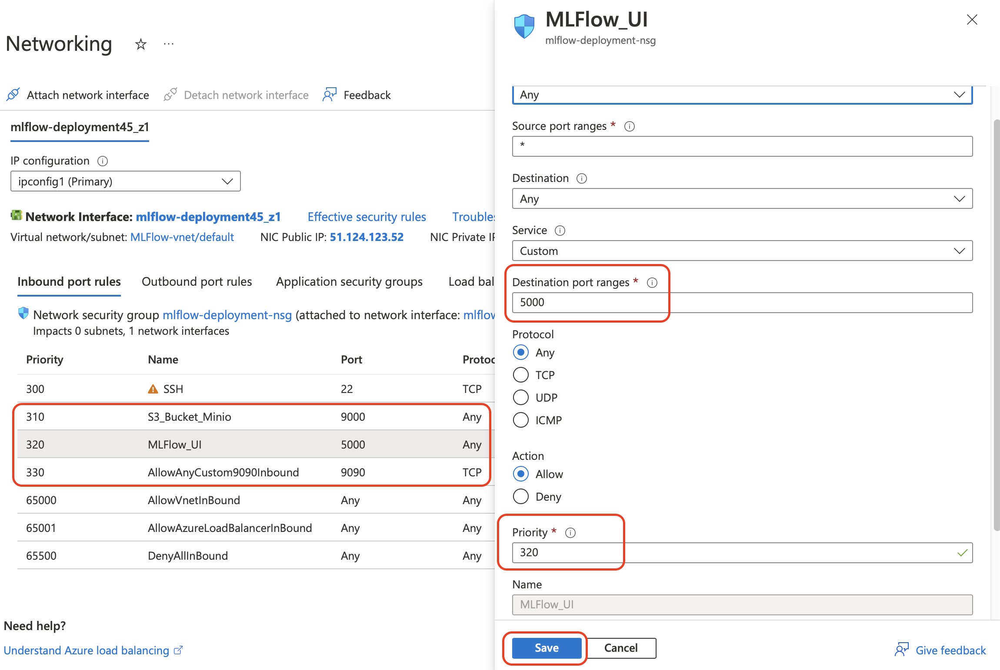 Networking
Attach network interface
Detach network interface
Feedback
mlflow-deployment45_z1
IP configuration
ipconfig1 (Primary)
Network Interface: mlflow-deployment45_z1
Effective security rules
Virtual network/subnet: MLFlow-vnet/default
NIC Public IP: 51.124.123.52
NIC Private
Inbound port rules
Outbound port rules
Application security groups
Load
Network security group mlflow-deployment-nsg (attached to network interface:
Impacts 0 subnets, 1 network interfaces
Priority Name Port
300 SSH 22 TCP
310 S3_Bucket_Minio 9000 Any
320 MLFlow_UI 5000 Any
330 AllowAnyCustom9090Inbound 9090 TCP
65000 AllowVnetInBound Any Any
65001 AllowAzureLoadBalancerInBound Any Any
65500 DenyAllInBound Any Any
Need help?
Understand Azure load balancing
MLFlow_UI
mlflow-deployment-nsg
Any
Source port ranges *
*
Destination
Any
Service
Custom
Destination port ranges *
5000
Protocol
Any
TCP
UDP
ICMP
Action
Allow
Deny
Priority *
320
Name
MLFlow_UI
Save
Cancel
Give feedback